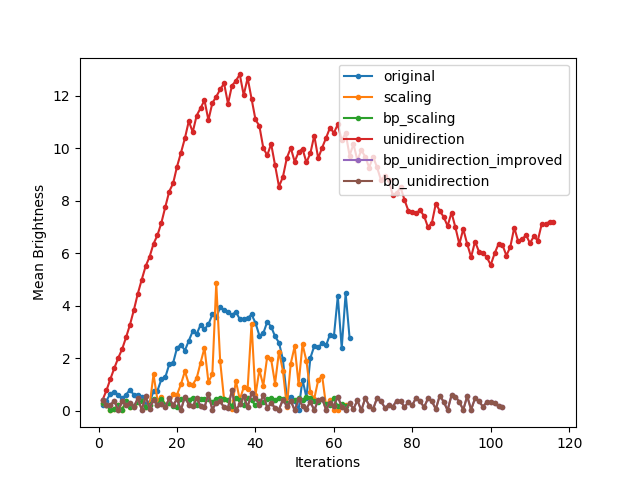 original
scaling
bp_scaling
unidirection
bp_unidirection_improved
bp_unidirection
Mean Brightness
12
10
8
6
4
2
0
0 20 40 60 80 100 120
Iterations